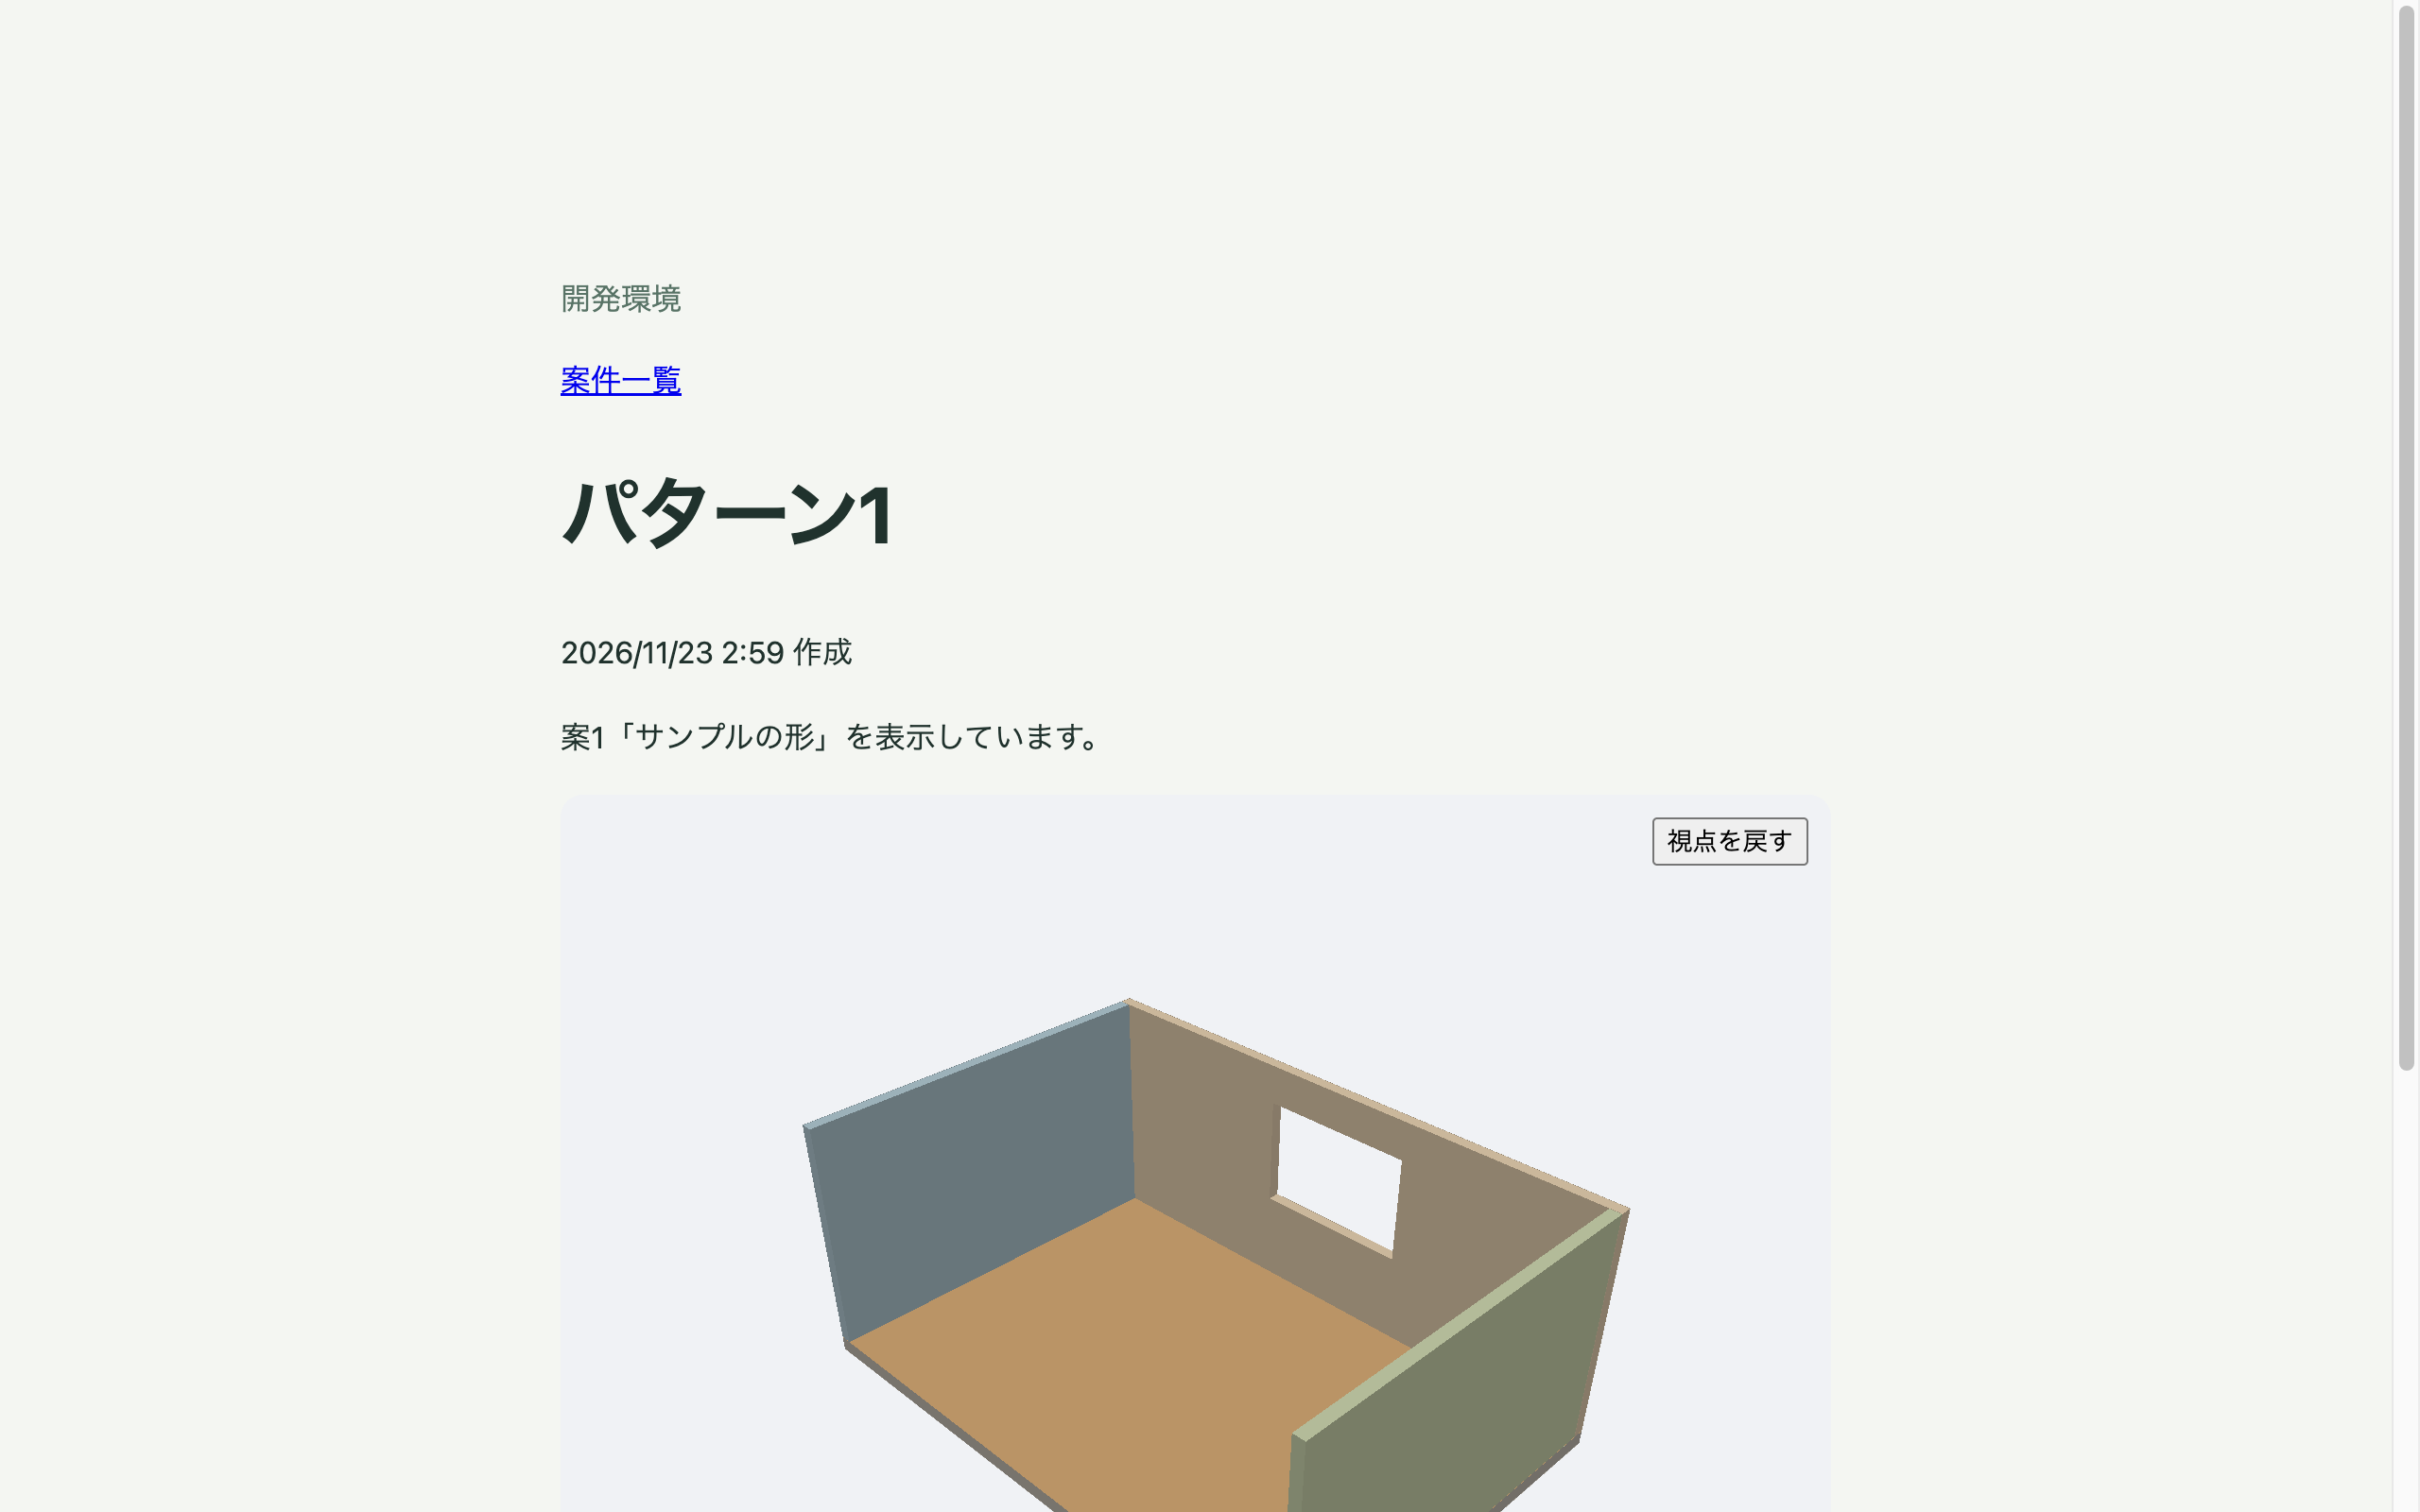 開発環境
案件一覧
パターン1
2026/11/23 2:59 作成
案1「サンプルの形」を表示しています。
視点を戻す